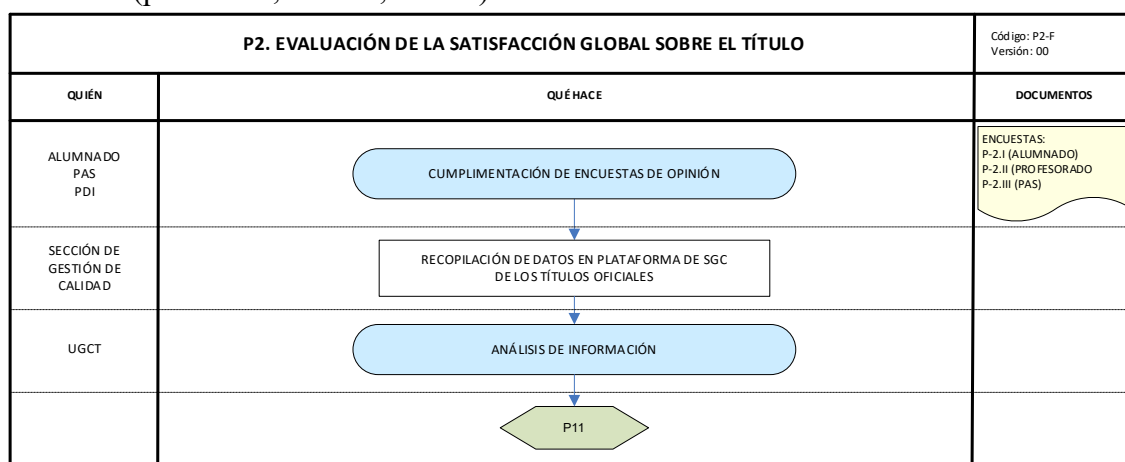 P2. EVALUACIÓN DE LA SATISFACCIÓN GLOBAL SOBRE EL TÍTULO
Código: P2-F
Versión: 00
QUIÉN
QUÉ HACE
DOCUMENTOS
ALUMNADO
PAS
PDI
CUMPLIMENTACIÓN DE ENCUESTAS DE OPINIÓN
ENCUESTAS:
P-2.I (ALUMNADO)
P-2.II (PROFESORADO
P-2.III (PAS)
SECCIÓN DE
GESTIÓN DE
CALIDAD
RECOPILACIÓN DE DATOS EN PLATAFORMA DE SGC
DE LOS TÍTULOS OFICIALES
UGCT
ANÁLISIS DE INFORMACIÓN
P11